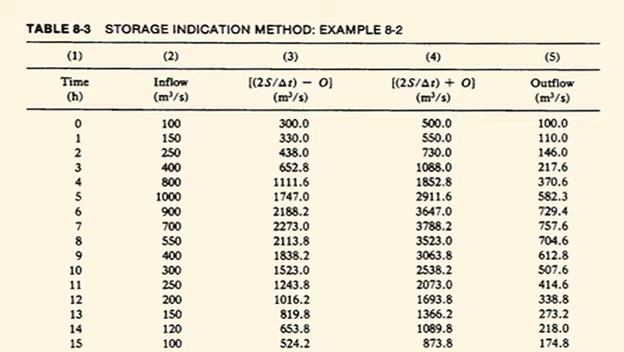 TABLE 8-3 STORAGE INDICATION METHOD: EXAMPLE 8-2
(1) (2) (3) (4) (5)
Time Inflow [(2S/Δt) − O] [(2S/Δt) + O] Outflow
(h) (m³/s) (m³/s) (m³/s) (m³/s)
0 100 300.0 500.0 100.0
1 150 330.0 550.0 110.0
2 250 438.0 730.0 146.0
3 400 652.8 1088.0 217.6
4 800 1111.6 1852.8 370.6
5 1000 1747.0 2911.6 582.3
6 900 2188.2 3647.0 729.4
7 700 2273.0 3788.2 757.6
8 550 2113.8 3523.0 704.6
9 400 1838.2 3063.8 612.8
10 300 1523.0 2538.2 507.6
11 250 1243.8 2073.0 414.6
12 200 1016.2 1693.8 338.8
13 150 819.8 1366.2 273.2
14 120 653.8 1089.8 218.0
15 100 524.2 873.8 174.8